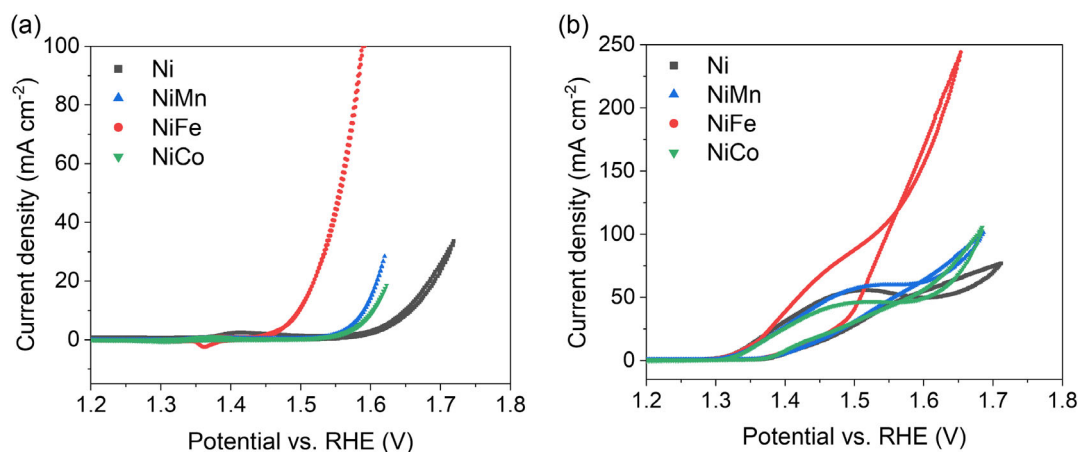 (a)
100
80
60
40
20
0
Current density (mA cm⁻²)
Ni
NiMn
NiFe
NiCo
1.2 1.3 1.4 1.5 1.6 1.7 1.8
Potential vs. RHE (V)
(b)
250
200
150
100
50
0
Current density (mA cm⁻²)
Ni
NiMn
NiFe
NiCo
1.2 1.3 1.4 1.5 1.6 1.7 1.8
Potential vs. RHE (V)